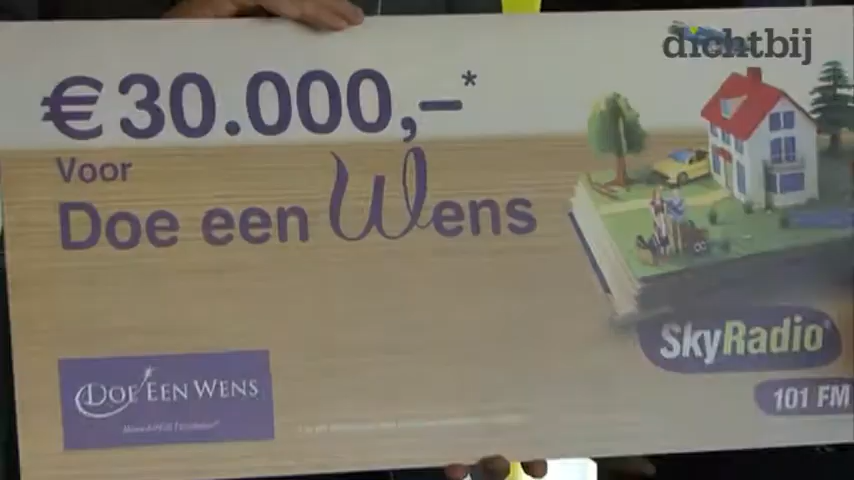 dichtbij
€ 30.000,-*
Voor
Doe een Wens
SkyRadio
DOE EEN WENS
101 FM